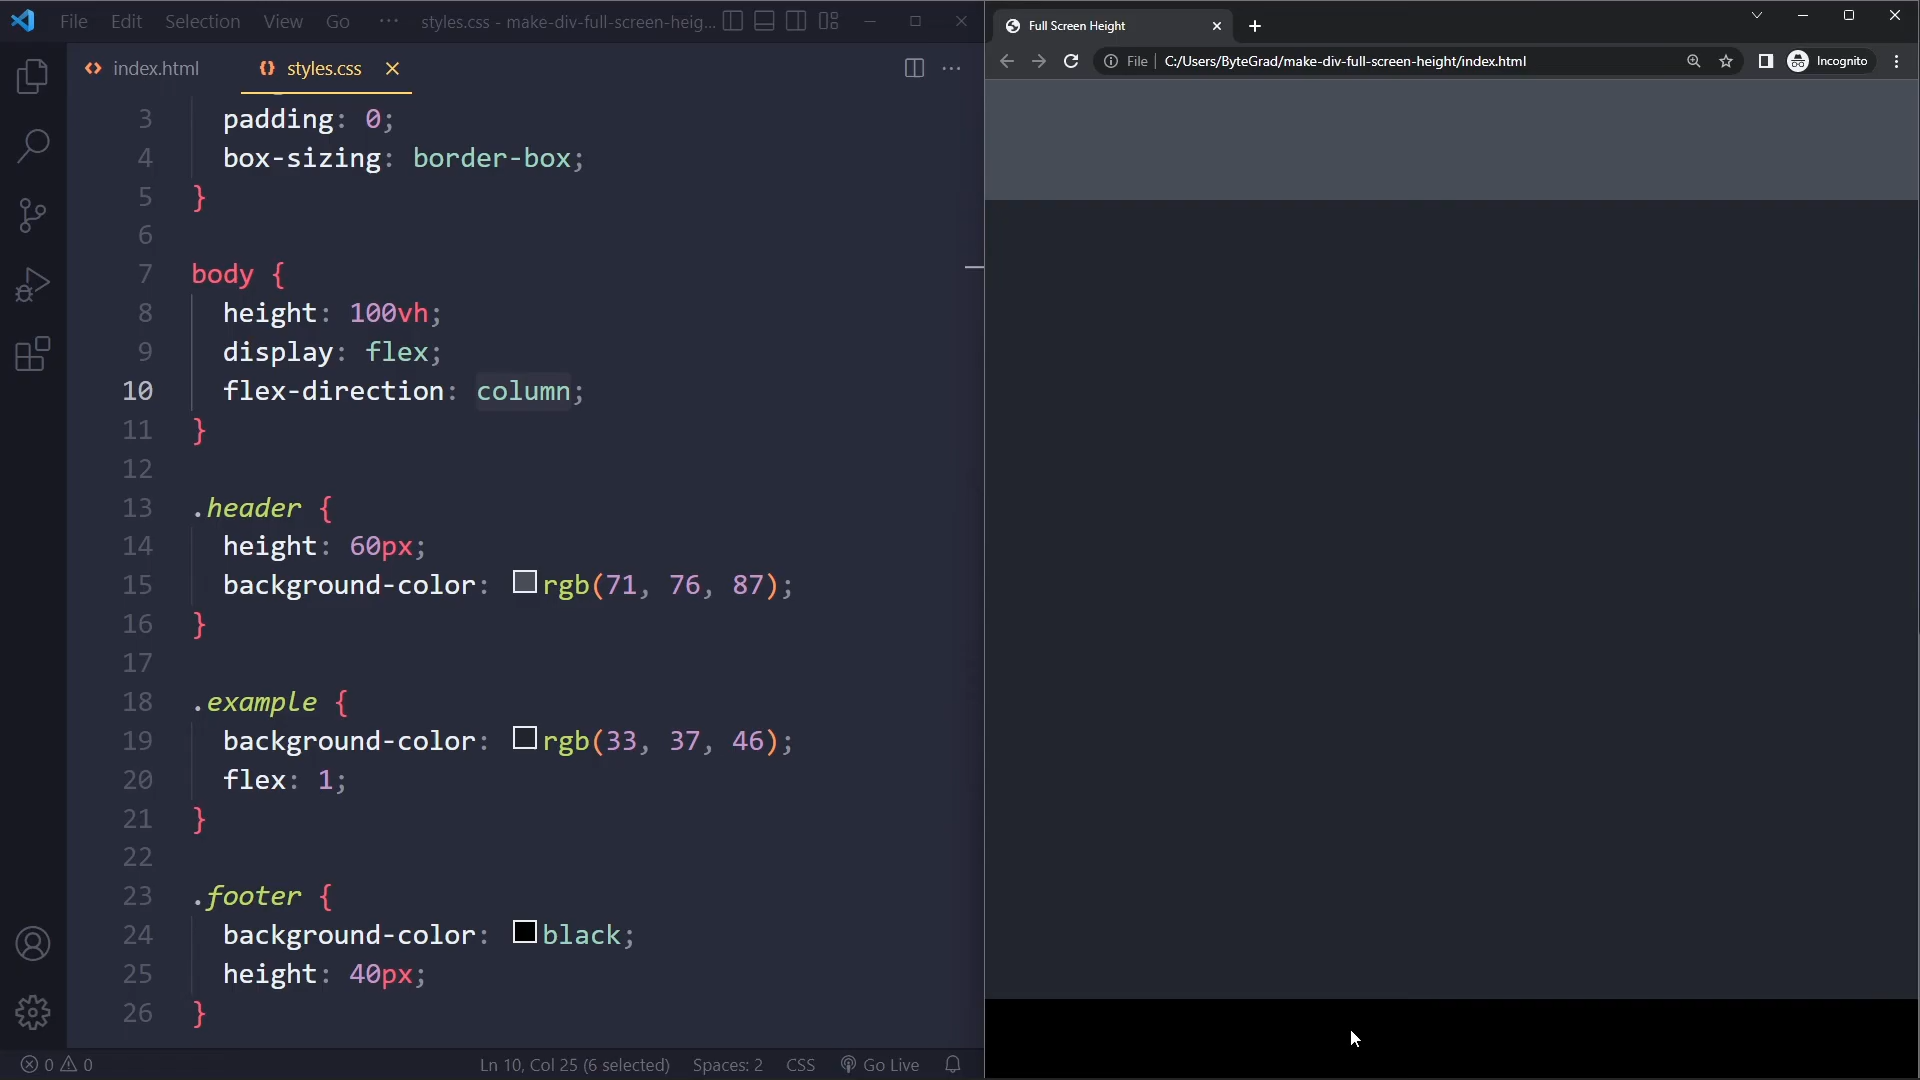 File Edit Selection View Go ··· styles.css - make-div-full-screen-heig...
index.html styles.css
3 padding: 0;
4 box-sizing: border-box;
5 }
6
7 body {
8 height: 100vh;
9 display: flex;
10 flex-direction: column;
11 }
12
13 .header {
14 height: 60px;
15 background-color: rgb(71, 76, 87);
16 }
17
18 .example {
19 background-color: rgb(33, 37, 46);
20 flex: 1;
21 }
22
23 .footer {
24 background-color: black;
25 height: 40px;
26 }
0 0 Ln 10, Col 25 (6 selected) Spaces: 2 CSS Go Live
Full Screen Height
File C:/Users/ByteGrad/make-div-full-screen-height/index.html Incognito